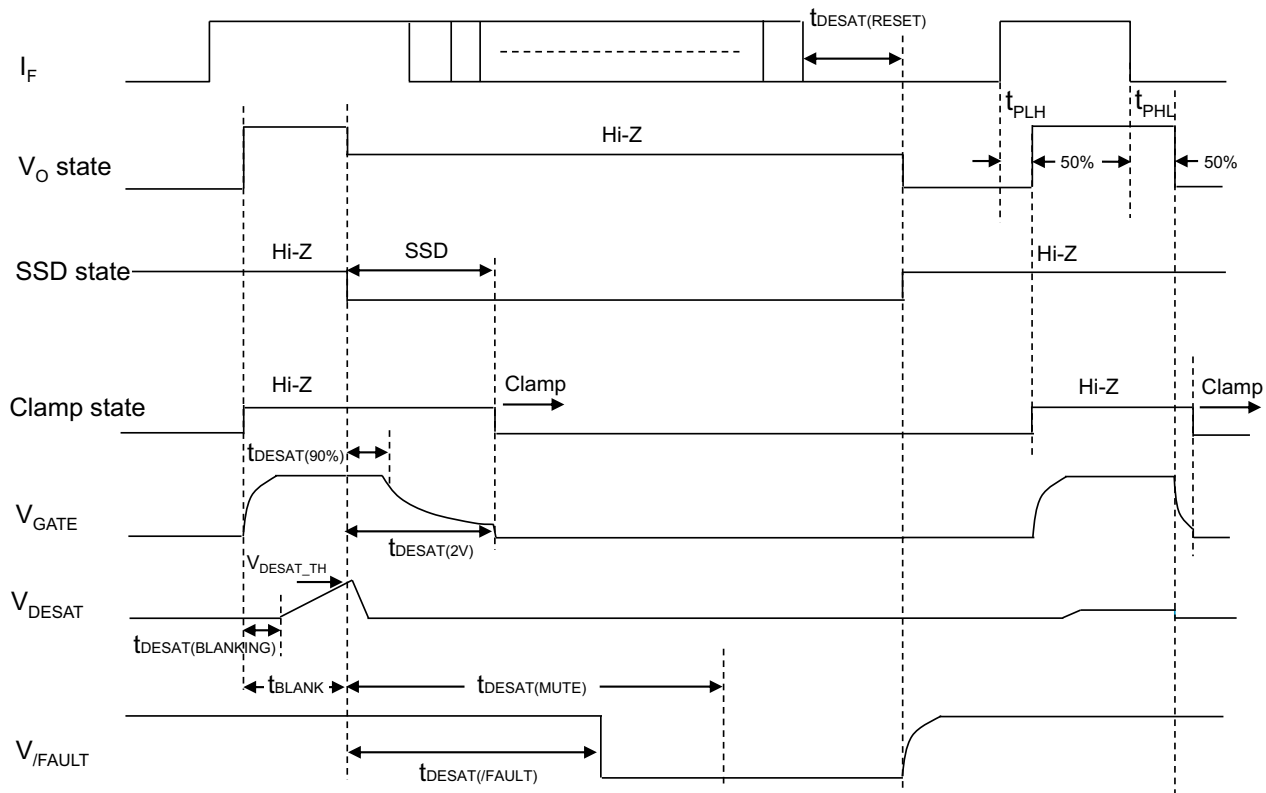 tDESAT(RESET)
IF
tPLH
tPHL
Hi-Z
VO state
50%
50%
Hi-Z
SSD
Hi-Z
SSD state
Hi-Z
Clamp
Hi-Z
Clamp
Clamp state
tDESAT(90%)
VGATE
tDESAT(2V)
VDESAT_TH
VDESAT
tDESAT(BLANKING)
tBLANK
tDESAT(MUTE)
V/FAULT
tDESAT(/FAULT)